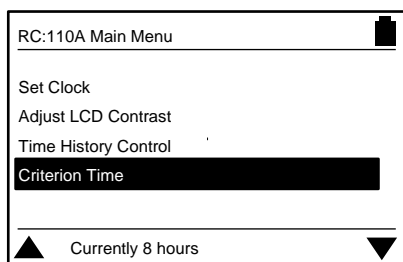 RC:110A Main Menu
Set Clock
Adjust LCD Contrast
Time History Control
Criterion Time
Currently 8 hours